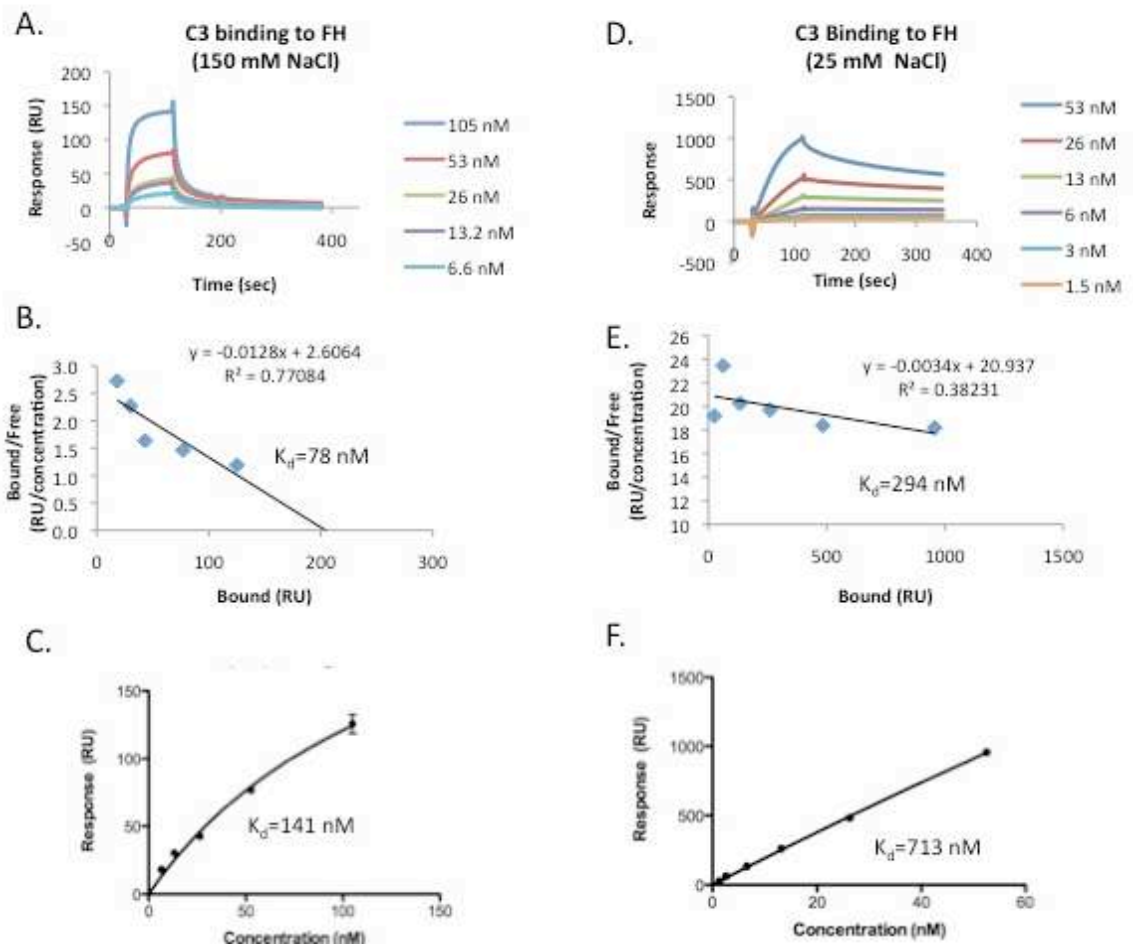 A.
C3 binding to FH
(150 mM NaCl)
Response (RU)
200
150
100
50
0
-50
0
200
400
Time (sec)
105 nM
53 nM
26 nM
13.2 nM
6.6 nM
B.
y = -0.0128x + 2.6064
R² = 0.77084
Bound/Free
(RU/concentration)
3.0
2.5
2.0
1.5
1.0
0.5
0.0
Kd=78 nM
0
100
200
300
Bound (RU)
C.
Response (RU)
150
100
50
0
Kd=141 nM
0
50
100
150
Concentration (nM)
D.
C3 Binding to FH
(25 mM NaCl)
Response
1500
1000
500
0
-500
0
100
200
300
400
Time (sec)
53 nM
26 nM
13 nM
6 nM
3 nM
1.5 nM
E.
y = -0.0034x + 20.937
R² = 0.38231
Bound/Free
(RU/concentration)
26
24
22
20
18
16
14
12
10
Kd=294 nM
0
500
1000
1500
Bound (RU)
F.
Response (RU)
1500
1000
500
0
Kd=713 nM
0
20
40
60
Concentration (nM)